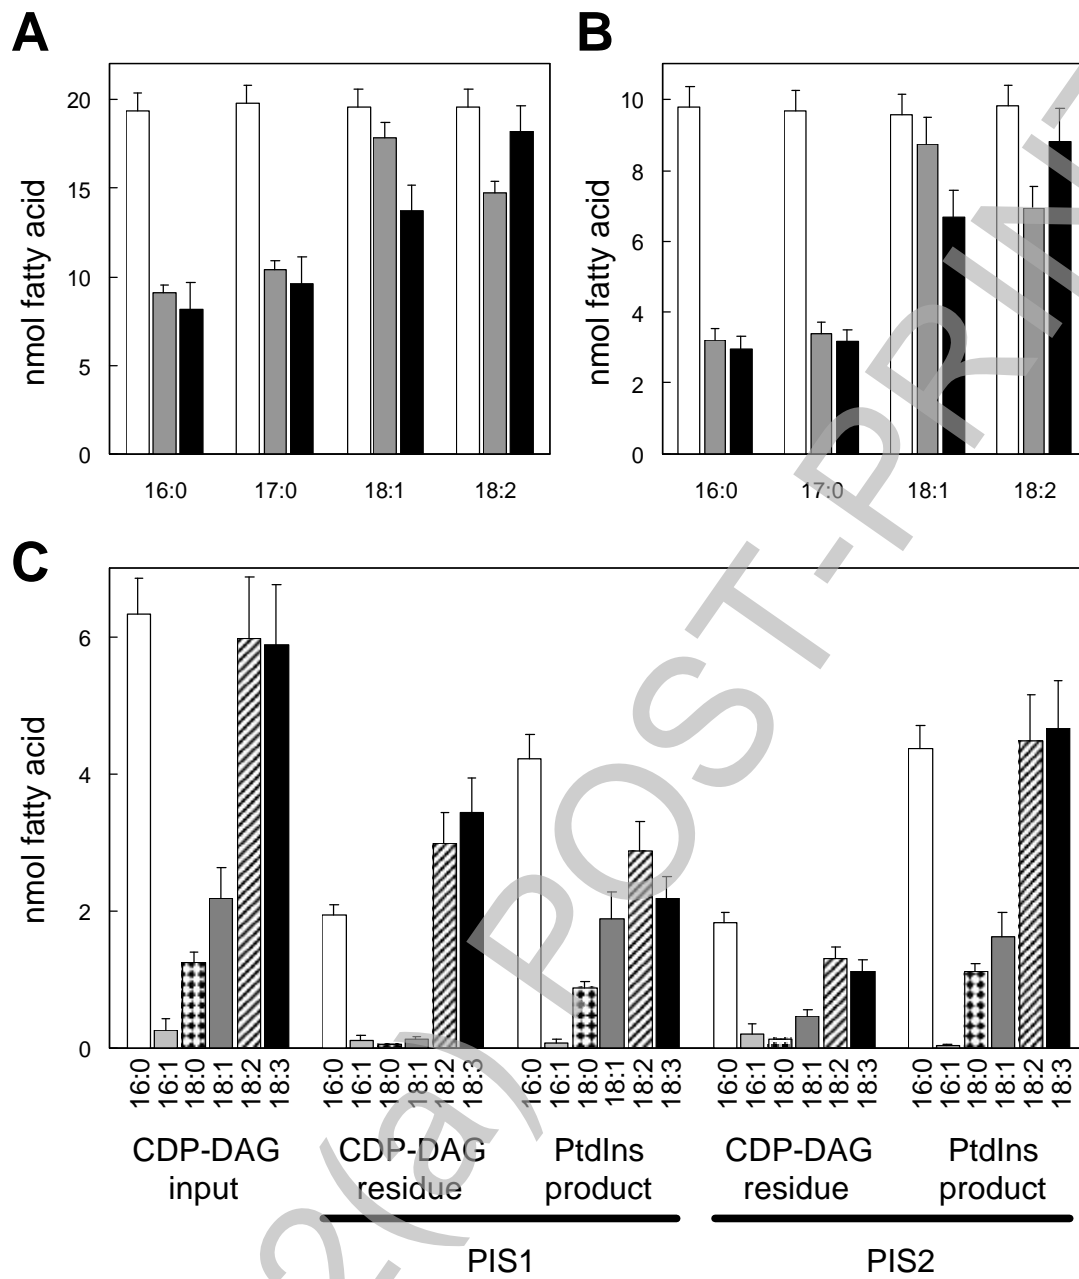 A
B
20
15
10
5
0
nmol fatty acid
16:0 17:0 18:1 18:2
10
8
6
4
2
0
nmol fatty acid
16:0 17:0 18:1 18:2
C
6
4
2
0
nmol fatty acid
16:0 16:1 18:0 18:1 18:2 18:3 16:0 16:1 18:0 18:1 18:2 18:3 16:0 16:1 18:0 18:1 18:2 18:3 16:0 16:1 18:0 18:1 18:2 18:3 16:0 16:1 18:0 18:1 18:2 18:3
CDP-DAG CDP-DAG PtdIns CDP-DAG PtdIns
input residue product residue product
PIS1 PIS2
2(a) POST-PRINT